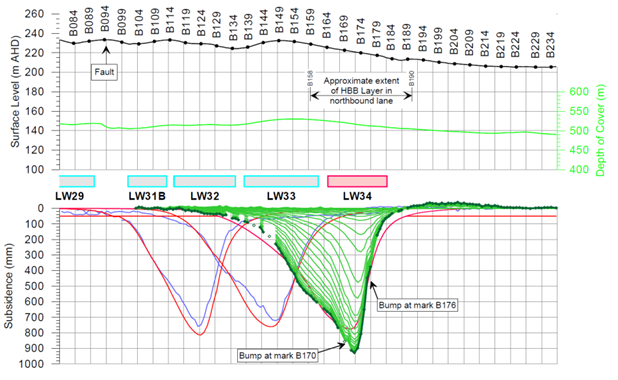 B084 B089 B094 B099 B104 B109 B114 B119 B124 B129 B134 B139 B144 B149 B154 B159 B164 B169 B174 B179 B184 B189 B194 B199 B204 B209 B214 B219 B224 B229 B234
Surface Level (m AHD)
260
240
220
200
180
160
140
120
100
Fault
B158
B190
Approximate extent
of HBB Layer in
northbound lane
Depth of Cover (m)
600
550
500
450
400
LW29 LW31B LW32 LW33 LW34
Subsidence (mm)
0
100
200
300
400
500
600
700
800
900
1000
Bump at mark B176
Bump at mark B170